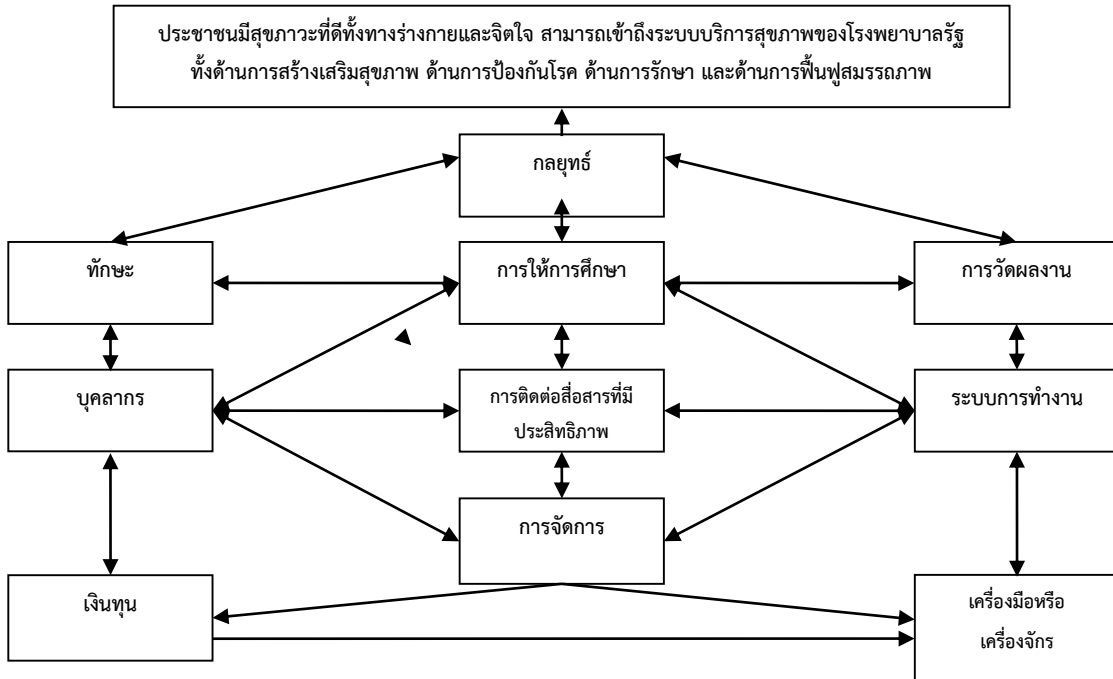 ประชาชนมีสุขภาวะที่ดีทั้งทางร่างกายและจิตใจ สามารถเข้าถึงระบบบริการสุขภาพของโรงพยาบาลรัฐ
ทั้งด้านการสร้างเสริมสุขภาพ ด้านการป้องกันโรค ด้านการรักษา และด้านการฟื้นฟูสมรรถภาพ
กลยุทธ์
ทักษะ
การให้การศึกษา
การวัดผลงาน
บุคลากร
การติดต่อสื่อสารที่มี
ประสิทธิภาพ
ระบบการทำงาน
การจัดการ
เงินทุน
เครื่องมือหรือ
เครื่องจักร